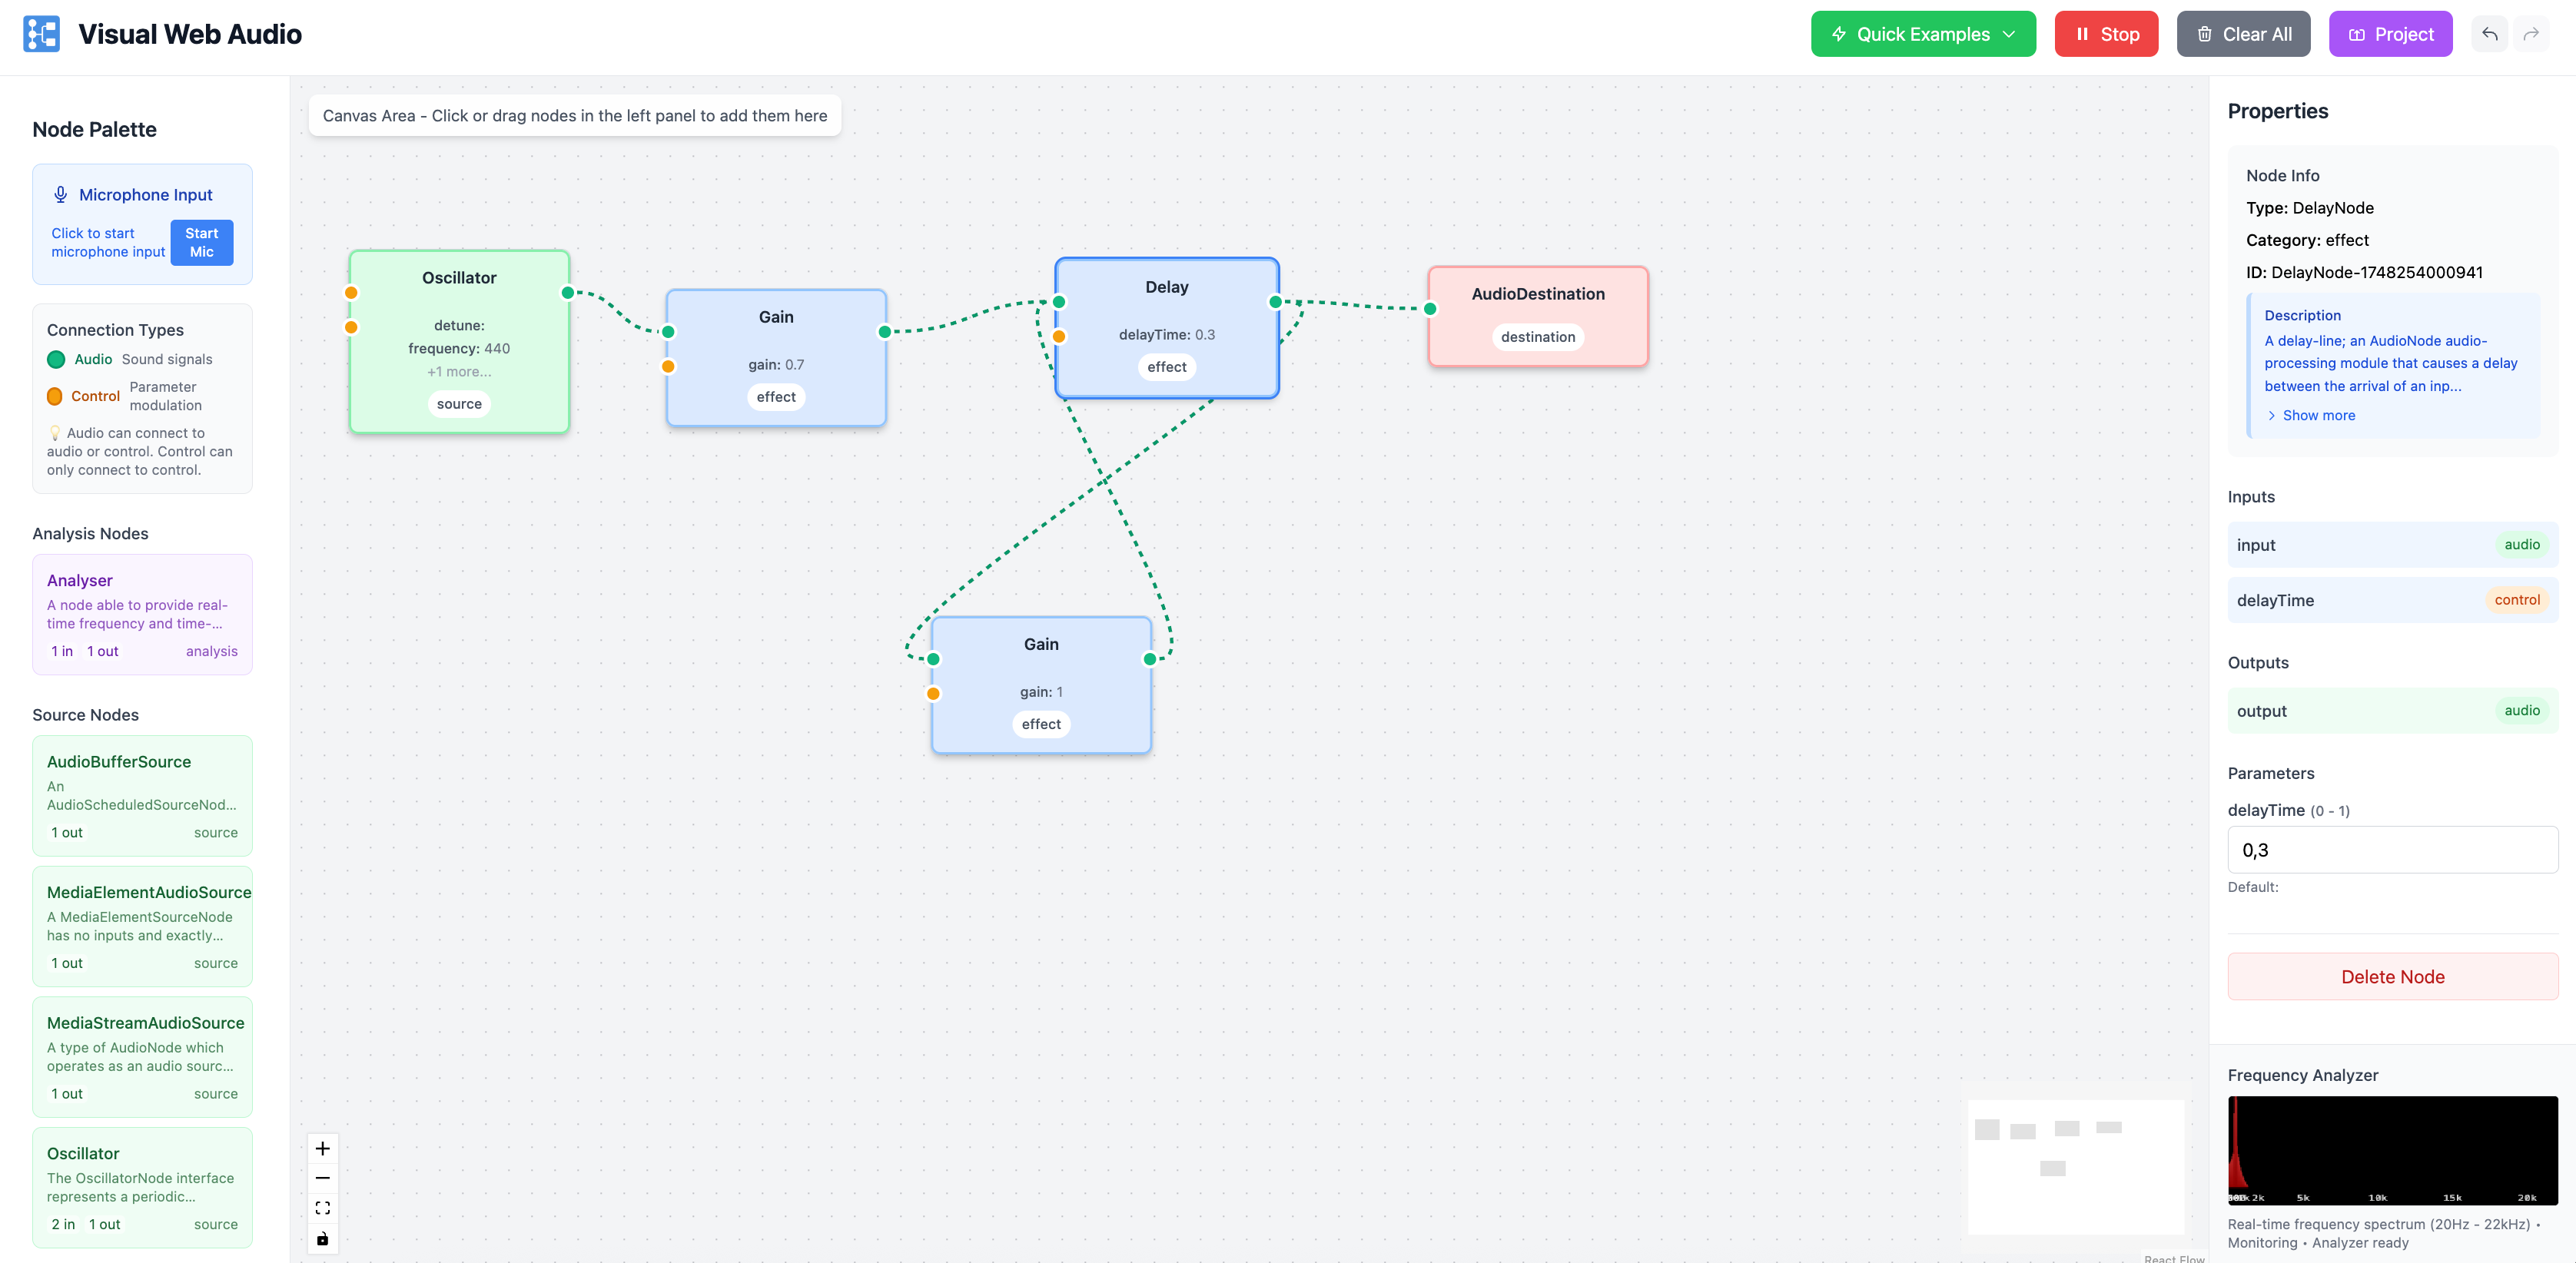 Visual Web Audio
Quick Examples
Stop
Clear All
Project
Node Palette
Microphone Input
Click to start
microphone input
Start
Mic
Connection Types
Audio Sound signals
Control Parameter
modulation
💡 Audio can connect to
audio or control. Control can
only connect to control.
Analysis Nodes
Analyser
A node able to provide real-
time frequency and time-...
1 in 1 out analysis
Source Nodes
AudioBufferSource
An
AudioScheduledSourceNod...
1 out source
MediaElementAudioSource
A MediaElementSourceNode
has no inputs and exactly...
1 out source
MediaStreamAudioSource
A type of AudioNode which
operates as an audio sourc...
1 out source
Oscillator
The OscillatorNode interface
represents a periodic...
2 in 1 out source
Canvas Area - Click or drag nodes in the left panel to add them here
Oscillator
detune:
frequency: 440
+1 more...
source
Gain
gain: 0.7
effect
Delay
delayTime: 0.3
effect
AudioDestination
destination
Gain
gain: 1
effect
React Flow
Properties
Node Info
Type: DelayNode
Category: effect
ID: DelayNode-1748254000941
Description
A delay-line; an AudioNode audio-
processing module that causes a delay
between the arrival of an inp...
Show more
Inputs
input audio
delayTime control
Outputs
output audio
Parameters
delayTime (0 - 1)
0,3
Default:
Delete Node
Frequency Analyzer
2k 5k 10k 15k 20k
Real-time frequency spectrum (20Hz - 22kHz) •
Monitoring • Analyzer ready